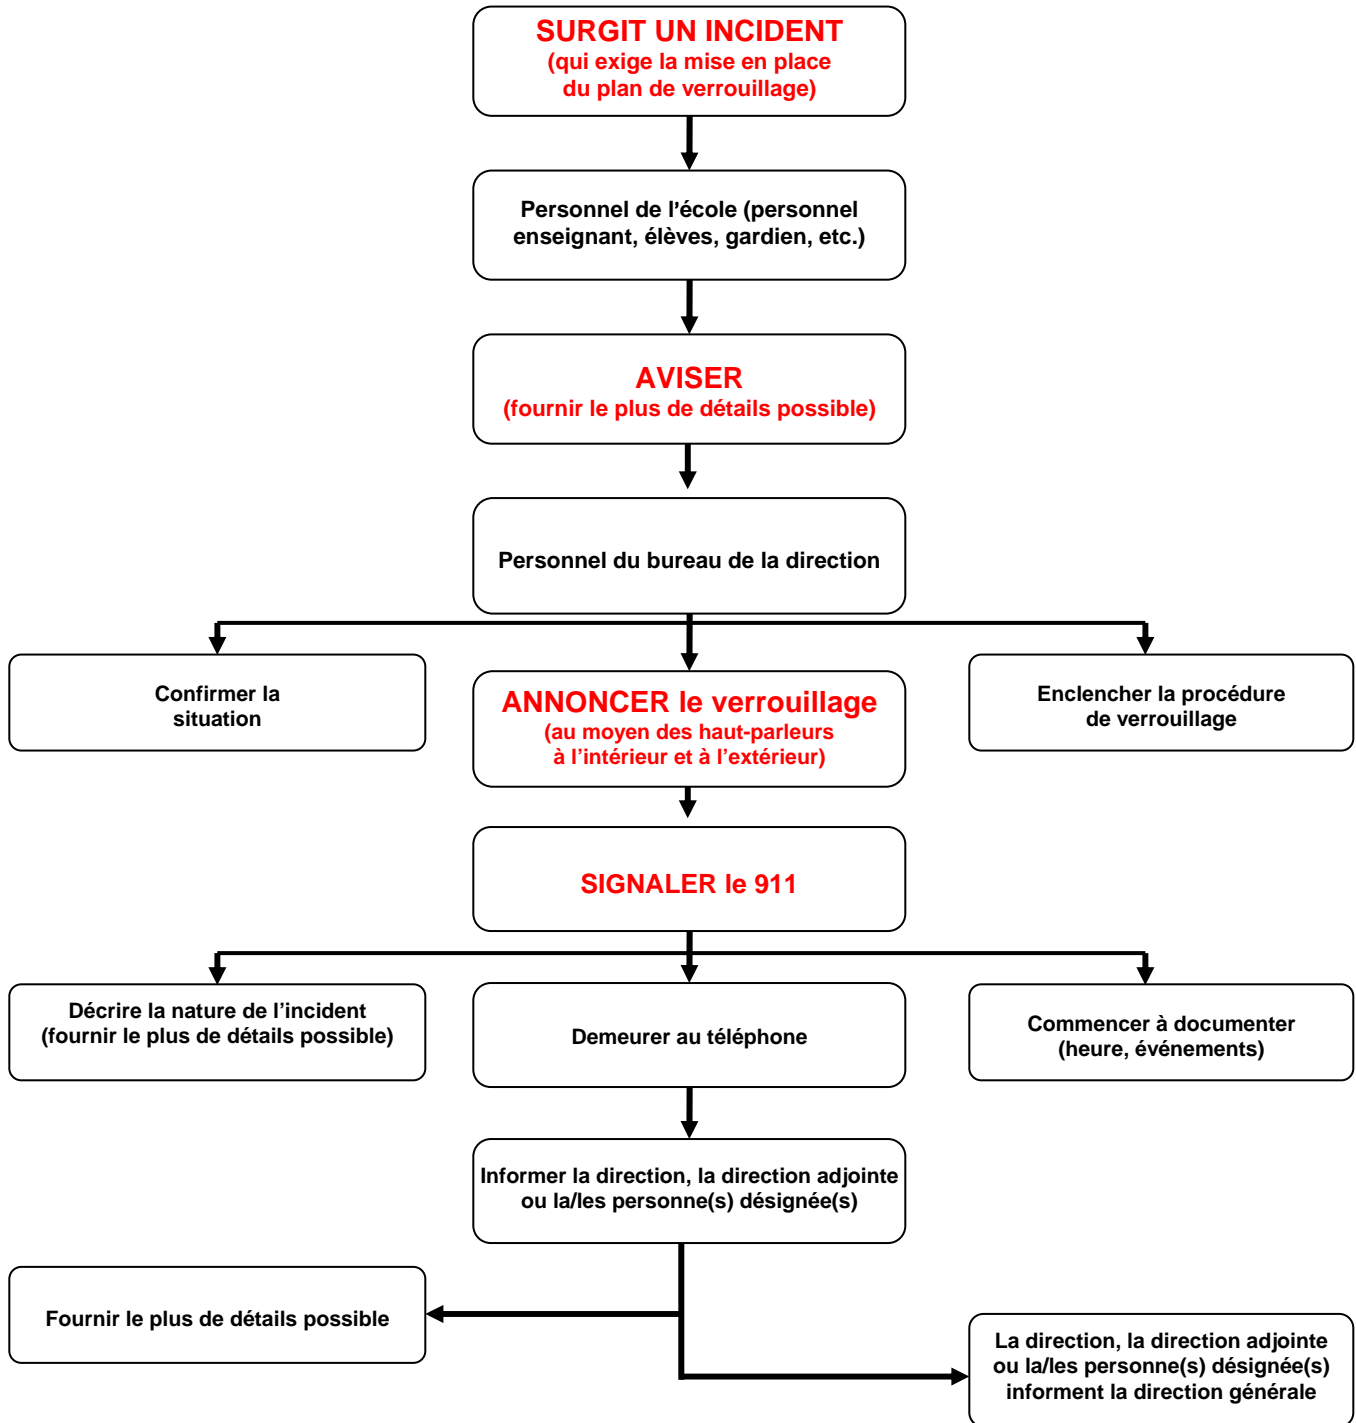 SURGIT UN INCIDENT
(qui exige la mise en place
du plan de verrouillage)
Personnel de l'école (personnel
enseignant, élèves, gardien, etc.)
AVISER
(fournir le plus de détails possible)
Personnel du bureau de la direction
Confirmer la
situation
ANNONCER le verrouillage
(au moyen des haut-parleurs
à l’intérieur et à l’extérieur)
Enclencher la procédure
de verrouillage
SIGNALER le 911
Décrire la nature de l’incident
(fournir le plus de détails possible)
Demeurer au téléphone
Commencer à documenter
(heure, événements)
Informer la direction, la direction adjointe
ou la/les personne(s) désignée(s)
Fournir le plus de détails possible
La direction, la direction adjointe
ou la/les personne(s) désignée(s)
informent la direction générale